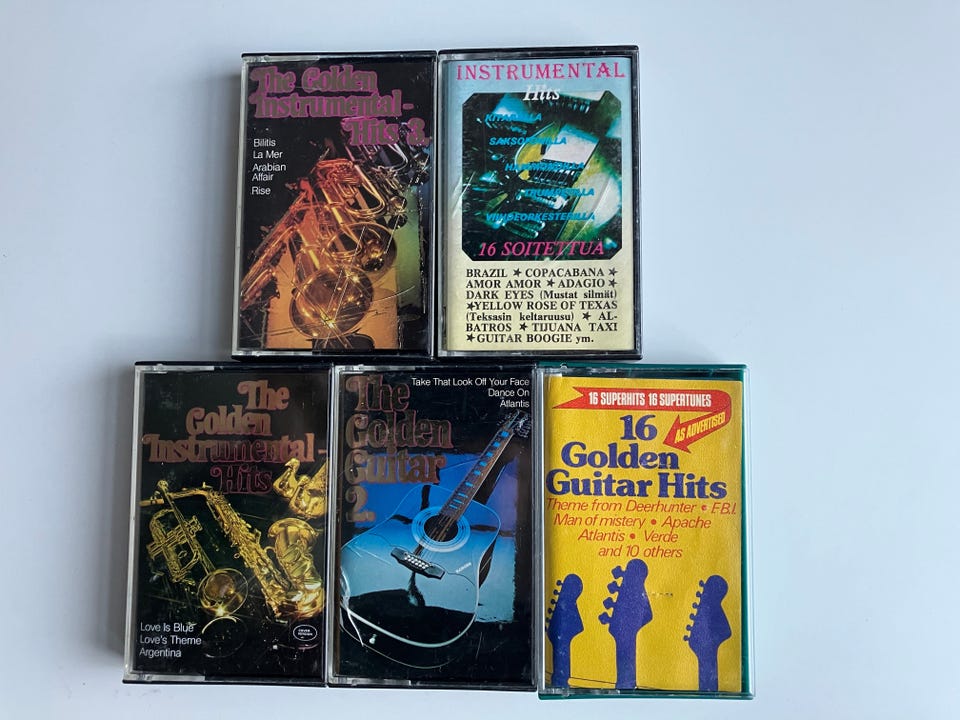 The Golden
Instrumental-
Hits 3.
Bilitis
La Mer
Arabian
Affair
Rise
INSTRUMENTAL
Hits
KITARALLA
SAKSOFONILLA
TRUMPETILLA
VIIHDEORKESTERILLA
16 SOITETTUA
BRAZIL ★ COPACABANA ★
AMOR AMOR ★ ADAGIO ★
DARK EYES (Mustat silmät)
★YELLOW ROSE OF TEXAS
(Teksasin keltaruusu) ★ AL-
BATROS ★ TIJUANA TAXI
★GUITAR BOOGIE ym.
The
Golden
Instrumental-
Hits
Love Is Blue
Love's Theme
Argentina
Take That Look Off Your Face
Dance On
Atlantis
The
Golden
Guitar
2.
16 SUPERHITS 16 SUPERTUNES
AS ADVERTISED
16
Golden
Guitar Hits
Theme from Deerhunter • F.B.I.
Man of mistery • Apache
Atlantis • Verde
and 10 others